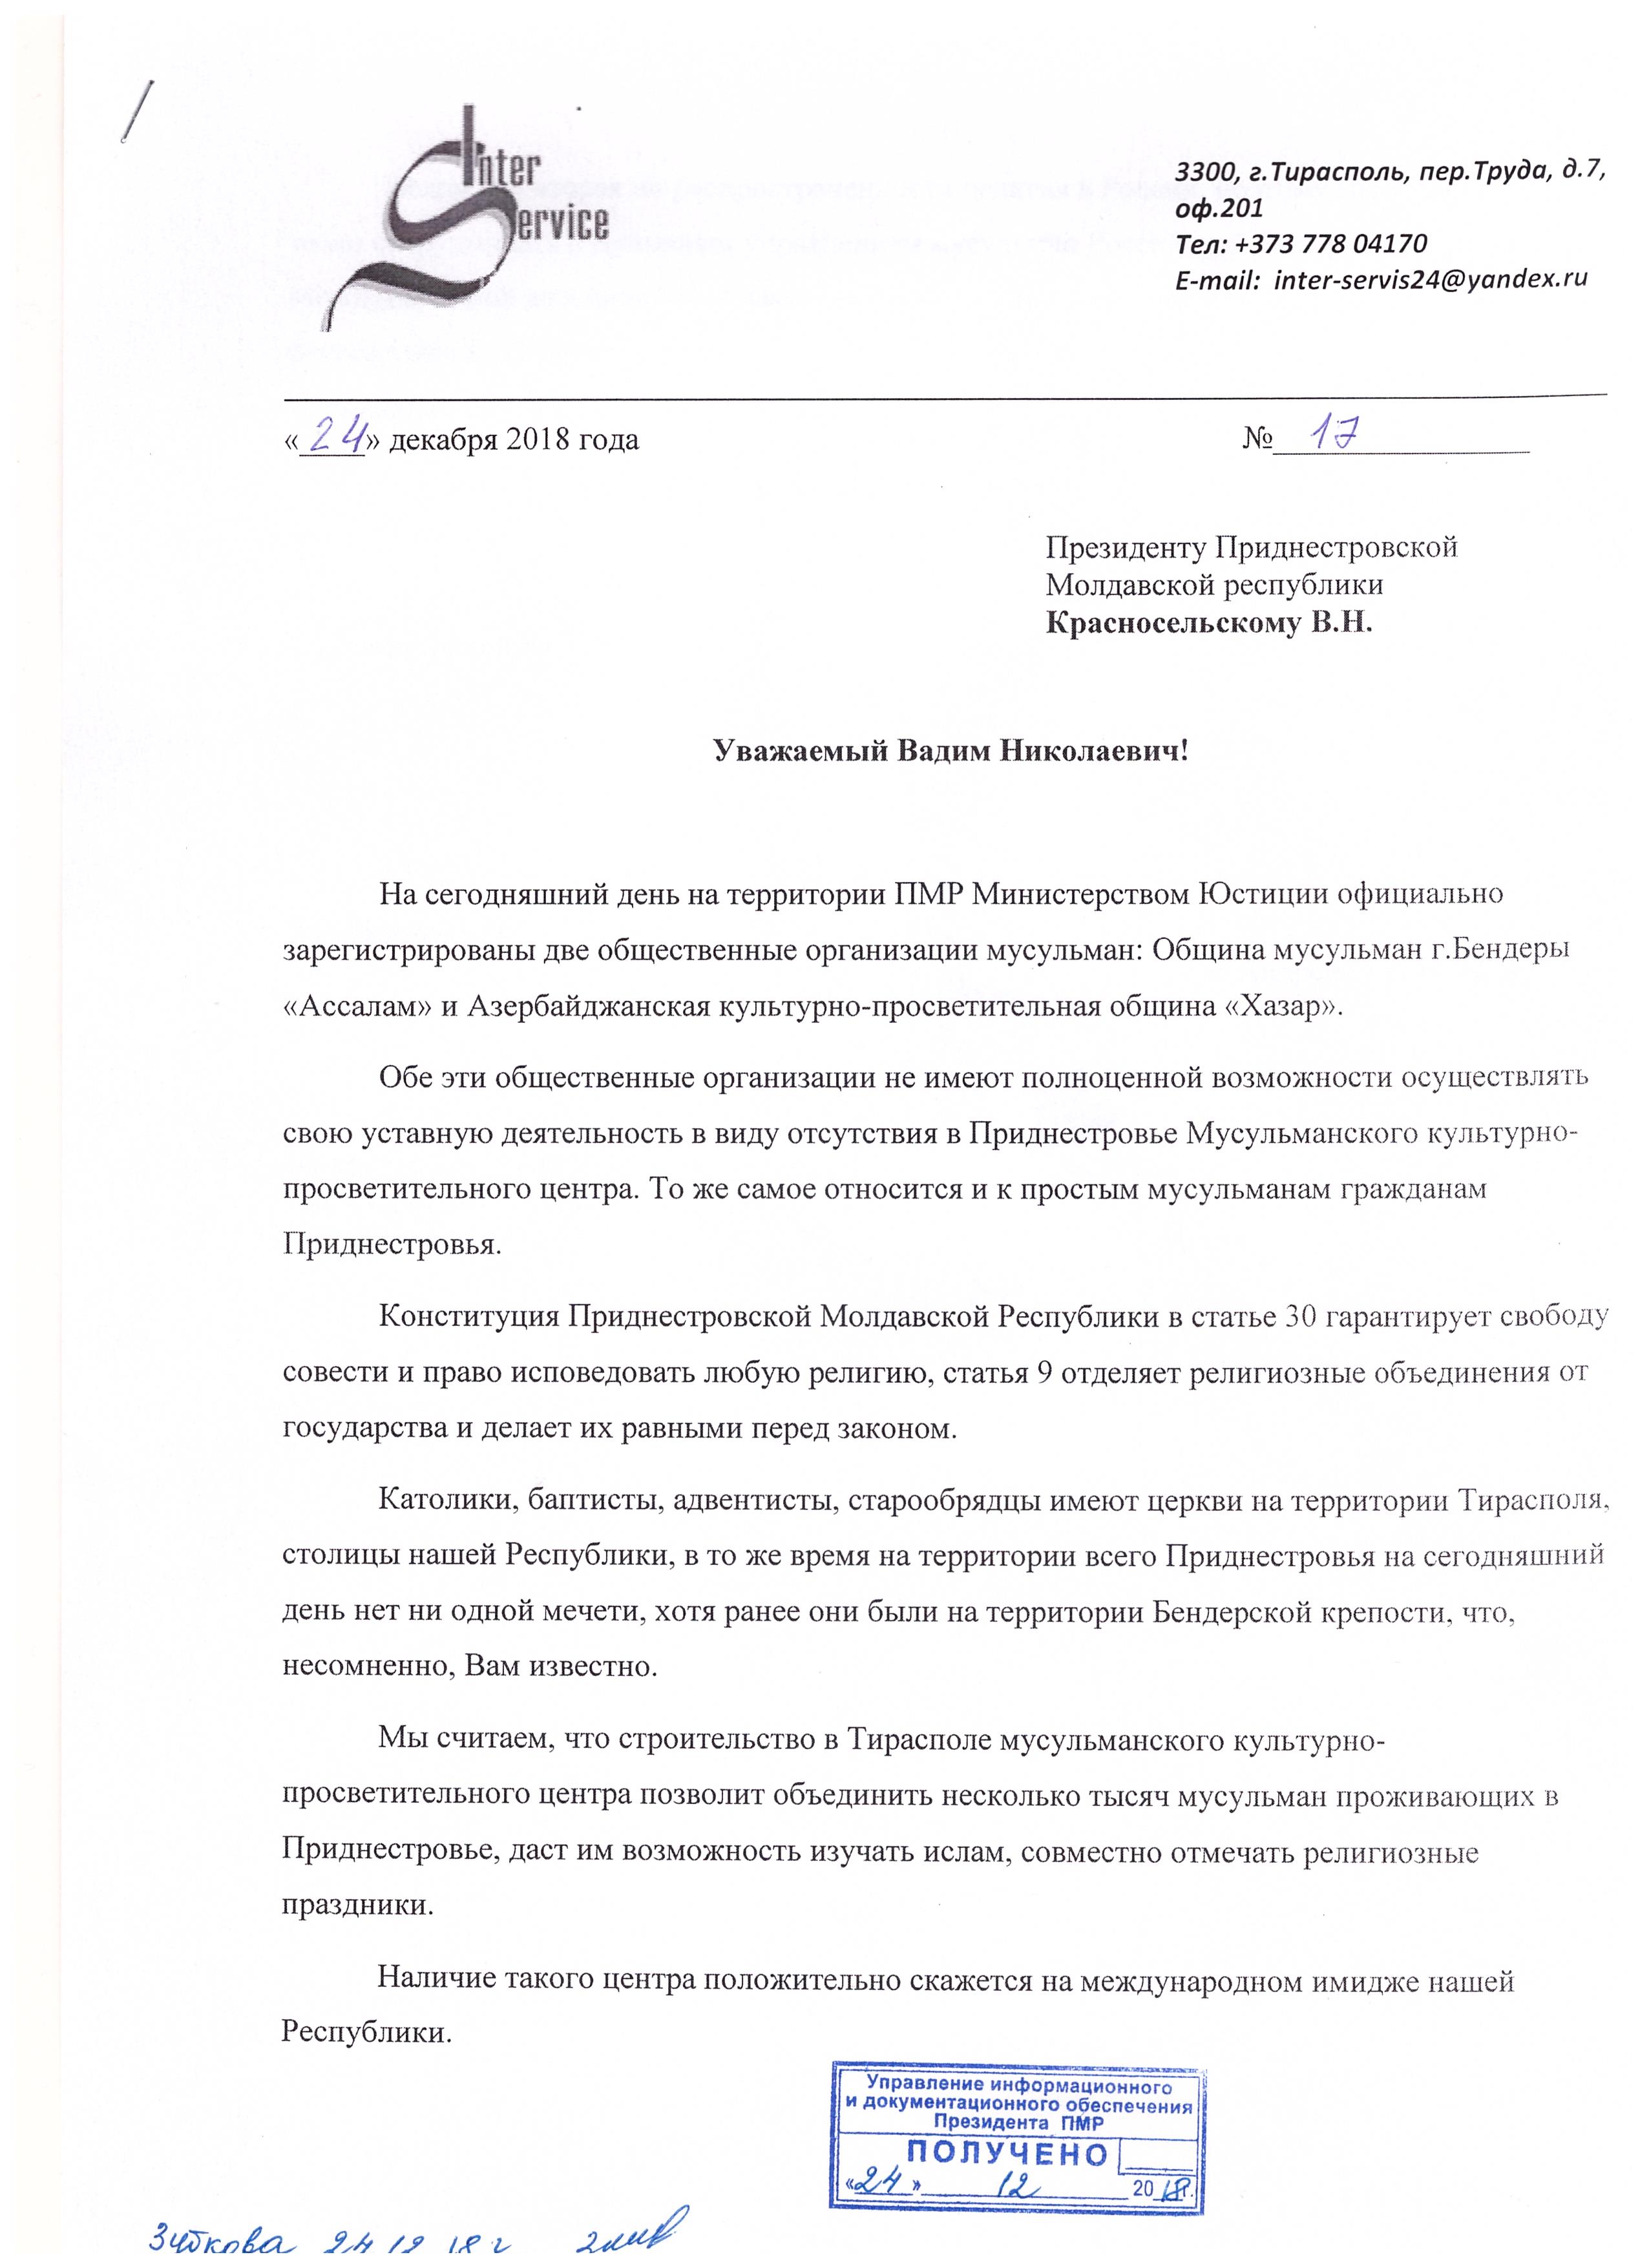 Inter
Service
3300, г.Тирасполь, пер.Труда, д.7,
оф.201
Тел: +373 778 04170
E-mail: inter-servis24@yandex.ru
«24» декабря 2018 года
№ 17
Президенту Приднестровской
Молдавской республики
Красносельскому В.Н.
Уважаемый Вадим Николаевич!
На сегодняшний день на территории ПМР Министерством Юстиции официально
зарегистрированы две общественные организации мусульман: Община мусульман г.Бендеры
«Ассалам» и Азербайджанская культурно-просветительная община «Хазар».
Обе эти общественные организации не имеют полноценной возможности осуществлять
свою уставную деятельность в виду отсутствия в Приднестровье Мусульманского культурно-
просветительного центра. То же самое относится и к простым мусульманам гражданам
Приднестровья.
Конституция Приднестровской Молдавской Республики в статье 30 гарантирует свободу
совести и право исповедовать любую религию, статья 9 отделяет религиозные объединения от
государства и делает их равными перед законом.
Католики, баптисты, адвентисты, старообрядцы имеют церкви на территории Тирасполя,
столицы нашей Республики, в то же время на территории всего Приднестровья на сегодняшний
день нет ни одной мечети, хотя ранее они были на территории Бендерской крепости, что,
несомненно, Вам известно.
Мы считаем, что строительство в Тирасполе мусульманского культурно-
просветительного центра позволит объединить несколько тысяч мусульман проживающих в
Приднестровье, даст им возможность изучать ислам, совместно отмечать религиозные
праздники.
Наличие такого центра положительно скажется на международном имидже нашей
Республики.
Управление информационного
и документационного обеспечения
Президента ПМР
ПОЛУЧЕНО
«24» 12 2018г.
24.12.18 г